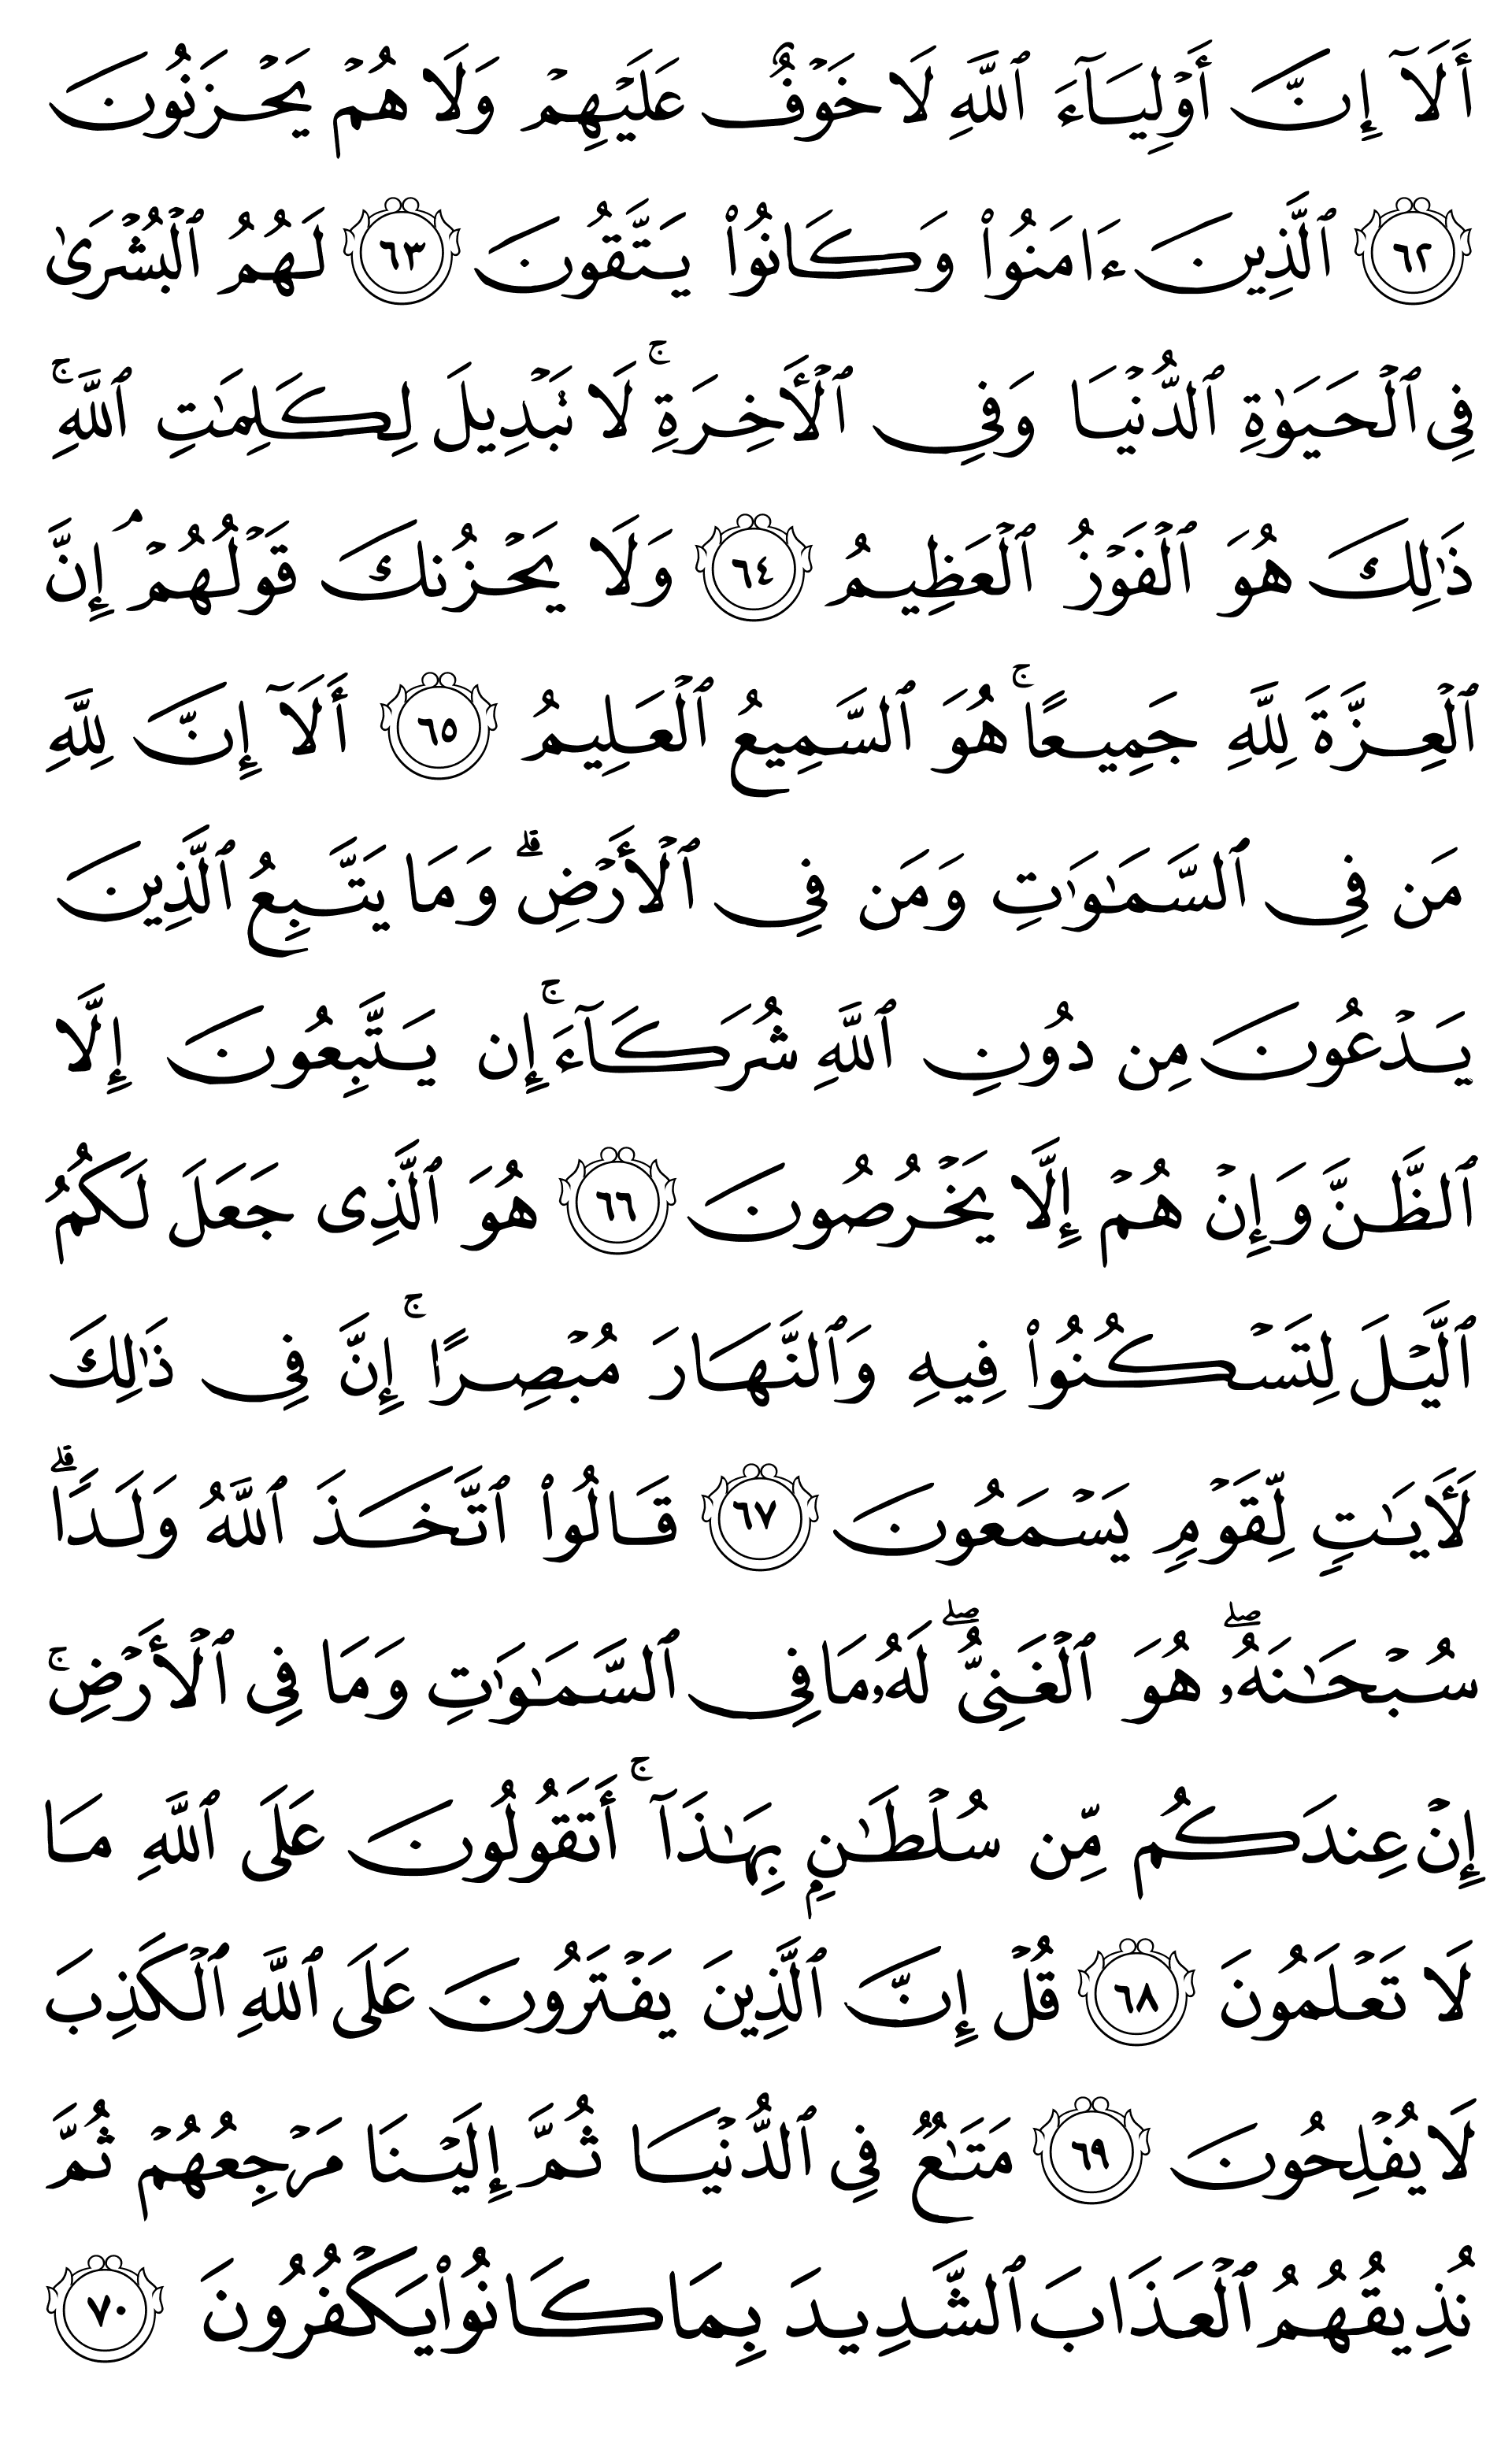 أَلَآ إِنَّ أَوْلِيَآءَ ٱللَّهِ لَا خَوْفٌ عَلَيْهِمْ وَلَا هُمْ يَحْزَنُونَ
٦٢ ٱلَّذِينَ ءَامَنُوا۟ وَكَانُوا۟ يَتَّقُونَ ٦٣ لَهُمُ ٱلْبُشْرَىٰ
فِى ٱلْحَيَوٰةِ ٱلدُّنْيَا وَفِى ٱلْأَخِرَةِ ۚ لَا نَبْدِيلَ لِكَلِمَٰتِ ٱللَّهِ ۚ
ذَٰلِكَ هُوَ ٱلْفَوْزُ ٱلْعَظِيمُ ٦٤ وَلَا يَحْزُنكَ قَوْلُهُمْ ۘ إِنَّ
ٱلْعِزَّةَ لِلَّهِ جَمِيعًا ۚ هُوَ ٱلسَّمِيعُ ٱلْعَلِيمُ ٦٥ أَلَآ إِنَّ لِلَّهِ
مَن فِى ٱلسَّمَٰوَٰتِ وَمَن فِى ٱلْأَرْضِ ۗ وَمَا يَتَّبِعُ ٱلَّذِينَ
يَدْعُونَ مِن دُونِ ٱللَّهِ شُرَكَآءَ ۚ إِن يَتَّبِعُونَ إِلَّا
ٱلظَّنَّ وَإِنْ هُمْ إِلَّا يَخْرُصُونَ ٦٦ هُوَ ٱلَّذِى جَعَلَ لَكُمُ
ٱلَّيْلَ لِتَسْكُنُوا۟ فِيهِ وَٱلنَّهَارَ مُبْصِرًا ۚ إِنَّ فِى ذَٰلِكَ
لَأَيَٰتٍ لِّقَوْمٍ يَسْمَعُونَ ٦٧ قَالُوا۟ ٱتَّخَذَ ٱللَّهُ وَلَدًا ۗ
سُبْحَٰنَهُۥ ۖ هُوَ ٱلْغَنِىُّ ۖ لَهُۥ مَا فِى ٱلسَّمَٰوَٰتِ وَمَا فِى ٱلْأَرْضِ ۚ
إِنْ عِندَكُم مِّن سُلْطَٰنٍۭ بِهَٰذَآ ۚ أَتَقُولُونَ عَلَى ٱللَّهِ مَا
لَا تَعْلَمُونَ ٦٨ قُلْ إِنَّ ٱلَّذِينَ يَفْتَرُونَ عَلَى ٱللَّهِ ٱلْكَذِبَ
لَا يُفْلِحُونَ ٦٩ مَتَٰعٌ فِى ٱلدُّنْيَا ثُمَّ إِلَيْنَا مَرْجِعُهُمْ ثُمَّ
نُذِيقُهُمُ ٱلْعَذَابَ ٱلشَّدِيدَ بِمَا كَانُوا۟ يَكْفُرُونَ ٧٠